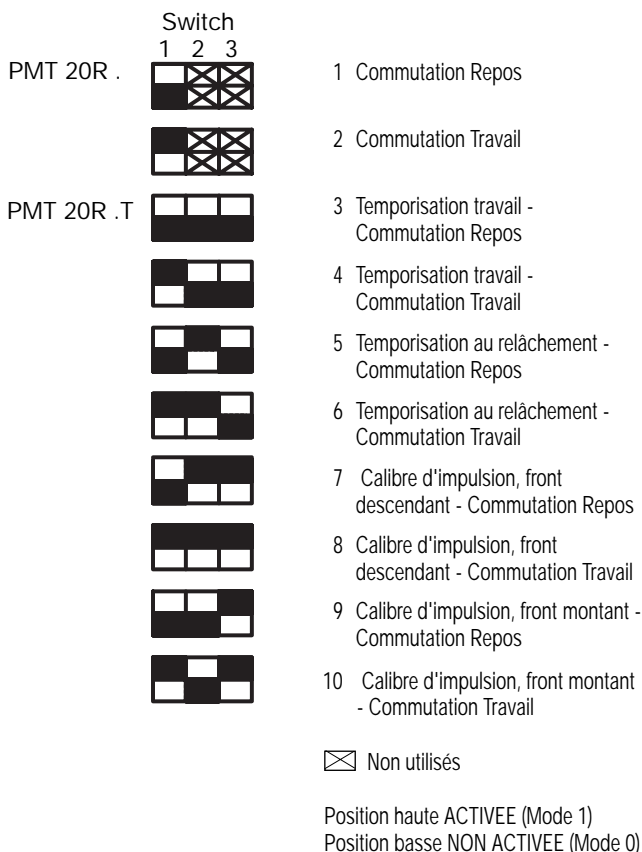 Switch
1 2 3
PMT 20R .
1 Commutation Repos
2 Commutation Travail
PMT 20R .T
3 Temporisation travail -
Commutation Repos
4 Temporisation travail -
Commutation Travail
5 Temporisation au relâchement -
Commutation Repos
6 Temporisation au relâchement -
Commutation Travail
7 Calibre d'impulsion, front
descendant - Commutation Repos
8 Calibre d'impulsion, front
descendant - Commutation Travail
9 Calibre d'impulsion, front montant -
Commutation Repos
10 Calibre d'impulsion, front montant
- Commutation Travail
Non utilisés
Position haute ACTIVEE (Mode 1)
Position basse NON ACTIVEE (Mode 0)